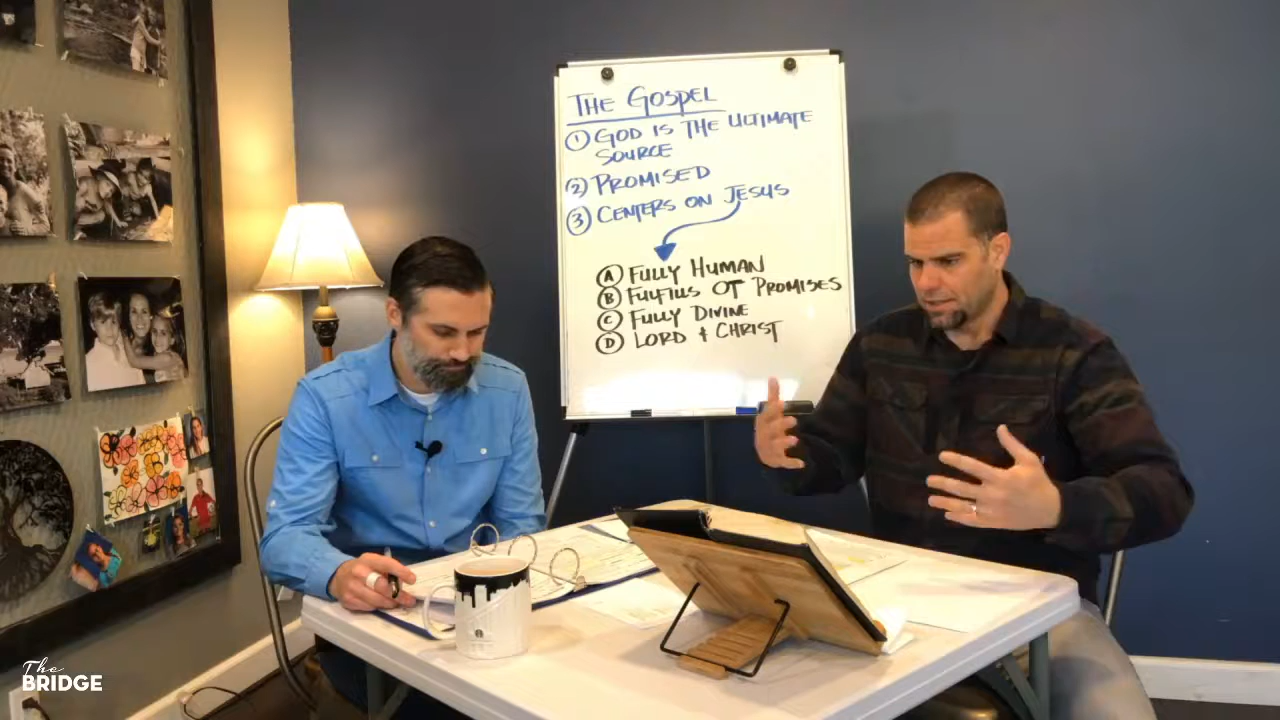 THE GOSPEL
① GOD IS THE ULTIMATE
SOURCE
② PROMISED
③ CENTERS ON JESUS
Ⓐ FULLY HUMAN
Ⓑ FULFILLS OT PROMISES
Ⓒ FULLY DIVINE
Ⓓ LORD + CHRIST
The
BRIDGE